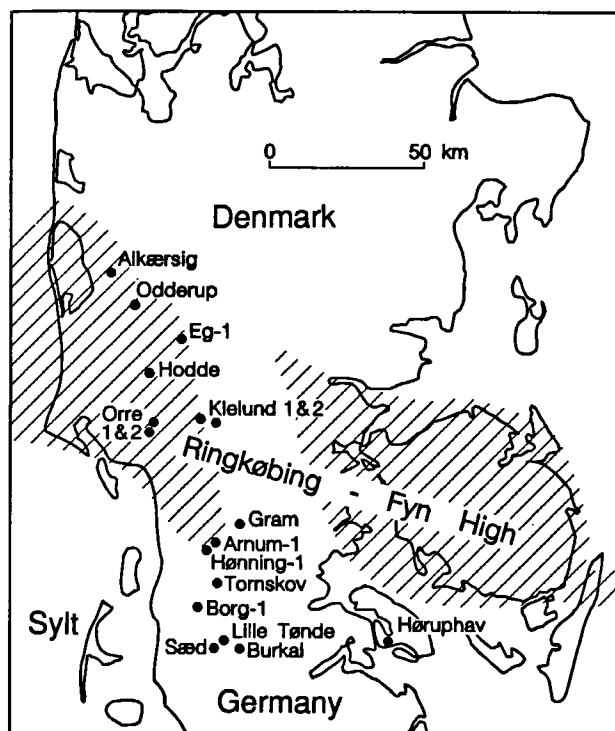 0 50 km
Denmark
Alkærsig
Odderup
Eg-1
Hodde
Orre
1&2
Klelund 1&2
Ringkøbing - Fyn High
Gram
Arnum-1
Hønning-1
Tornskov
Borg-1
Sylt
Lille Tønde
Høruphav
Sæd
Burkal
Germany